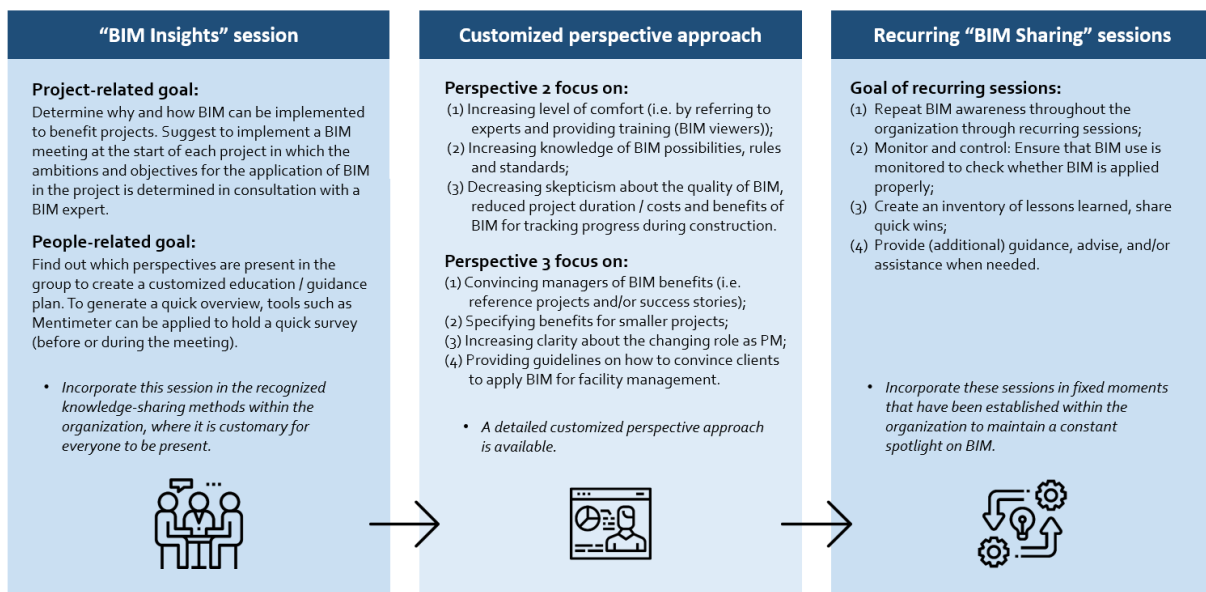 “BIM Insights” session
Project-related goal:
Determine why and how BIM can be implemented
to benefit projects. Suggest to implement a BIM
meeting at the start of each project in which the
ambitions and objectives for the application of BIM
in the project is determined in consultation with a
BIM expert.
People-related goal:
Find out which perspectives are present in the
group to create a customized education / guidance
plan. To generate a quick overview, tools such as
Mentimeter can be applied to hold a quick survey
(before or during the meeting).
• Incorporate this session in the recognized
knowledge-sharing methods within the
organization, where it is customary for
everyone to be present.
Customized perspective approach
Perspective 2 focus on:
(1) Increasing level of comfort (i.e. by referring to
experts and providing training (BIM viewers));
(2) Increasing knowledge of BIM possibilities, rules
and standards;
(3) Decreasing skepticism about the quality of BIM,
reduced project duration / costs and benefits of
BIM for tracking progress during construction.
Perspective 3 focus on:
(1) Convincing managers of BIM benefits (i.e.
reference projects and/or success stories);
(2) Specifying benefits for smaller projects;
(3) Increasing clarity about the changing role as PM;
(4) Providing guidelines on how to convince clients
to apply BIM for facility management.
• A detailed customized perspective approach
is available.
Recurring “BIM Sharing” sessions
Goal of recurring sessions:
(1) Repeat BIM awareness throughout the
organization through recurring sessions;
(2) Monitor and control: Ensure that BIM use is
monitored to check whether BIM is applied
properly;
(3) Create an inventory of lessons learned, share
quick wins;
(4) Provide (additional) guidance, advise, and/or
assistance when needed.
• Incorporate these sessions in fixed moments
that have been established within the
organization to maintain a constant
spotlight on BIM.